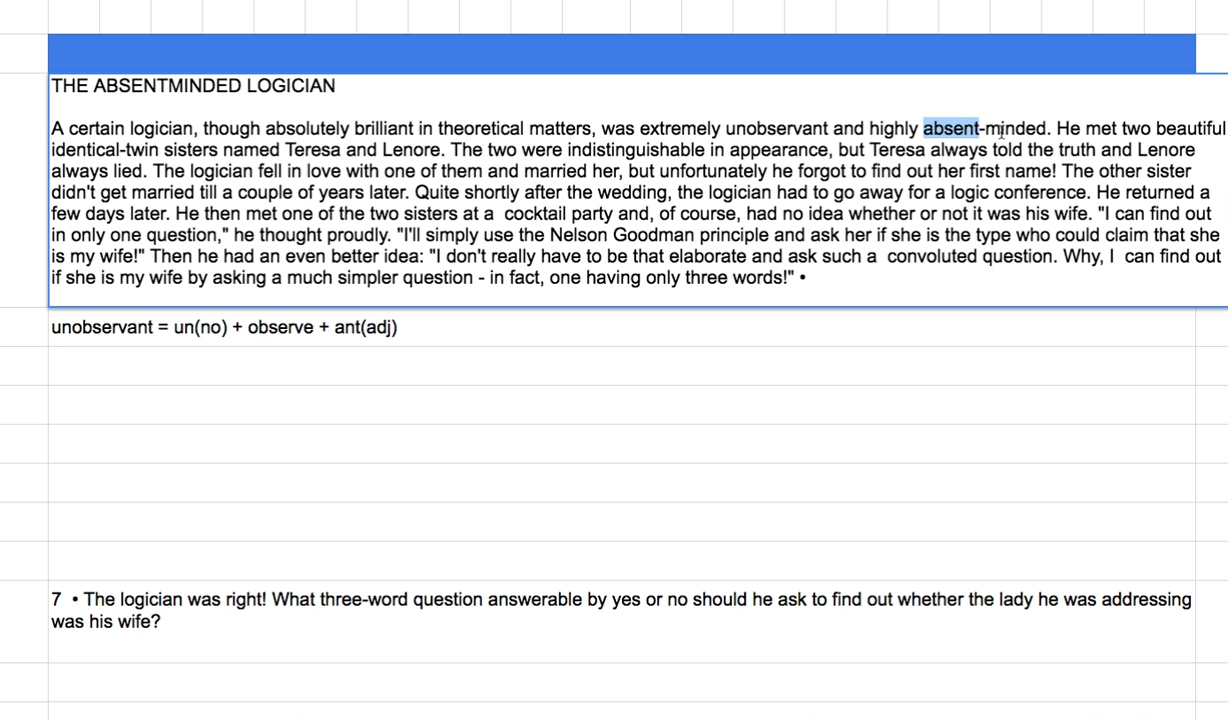 THE ABSENTMINDED LOGICIAN
A certain logician, though absolutely brilliant in theoretical matters, was extremely unobservant and highly absent-minded. He met two beautiful
identical-twin sisters named Teresa and Lenore. The two were indistinguishable in appearance, but Teresa always told the truth and Lenore
always lied. The logician fell in love with one of them and married her, but unfortunately he forgot to find out her first name! The other sister
didn't get married till a couple of years later. Quite shortly after the wedding, the logician had to go away for a logic conference. He returned a
few days later. He then met one of the two sisters at a  cocktail party and, of course, had no idea whether or not it was his wife. "I can find out
in only one question," he thought proudly. "I'll simply use the Nelson Goodman principle and ask her if she is the type who could claim that she
is my wife!" Then he had an even better idea: "I don't really have to be that elaborate and ask such a  convoluted question. Why, I  can find out
if she is my wife by asking a much simpler question - in fact, one having only three words!" •
unobservant = un(no) + observe + ant(adj)
7  • The logician was right! What three-word question answerable by yes or no should he ask to find out whether the lady he was addressing
was his wife?